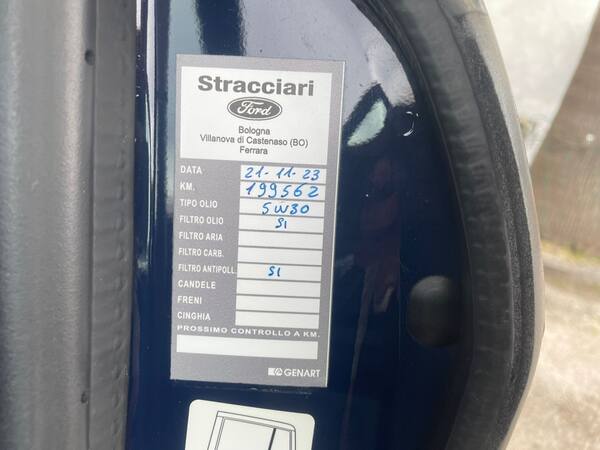 Stracciari
Ford
Bologna
Villanova di Castenaso (BO)
Ferrara
DATA 21-11-23
KM. 199562
TIPO OLIO 5W30
FILTRO OLIO SI
FILTRO ARIA
FILTRO CARB.
FILTRO ANTIPOLL. SI
CANDELE
FRENI
CINGHIA
PROSSIMO CONTROLLO A KM.
GENART